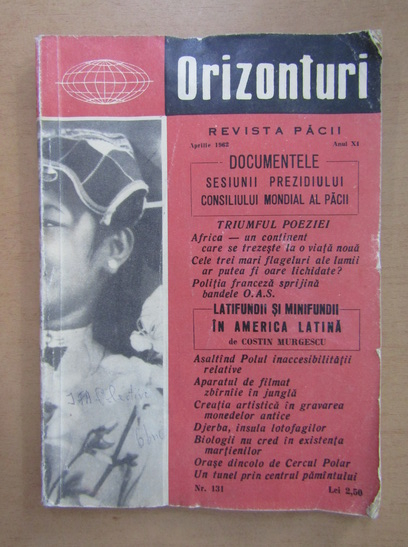 Orizonturi
REVISTA PĂCII
Aprilie 1962 Anul XI
DOCUMENTELE
SESIUNII PREZIDIULUI
CONSILIULUI MONDIAL AL PĂCII
TRIUMFUL POEZIEI
Africa — un continent
care se trezește la o viață nouă
Cele trei mari flageluri ale lumii
ar putea fi oare lichidate?
Poliția franceză sprijină
bandele O.A.S.
LATIFUNDII ȘI MINIFUNDII
ÎN AMERICA LATINĂ
de COSTIN MURGESCU
Asaltînd Polul inaccesibilității
relative
Aparatul de filmat
zbîrnîie în junglă
Creația artistică în gravarea
monedelor antice
Djerba, insula lotofagilor
Biologii nu cred în existența
marțienilor
Orașe dincolo de Cercul Polar
Un tunel prin centrul pămîntului
Nr. 131 Lei 2,50